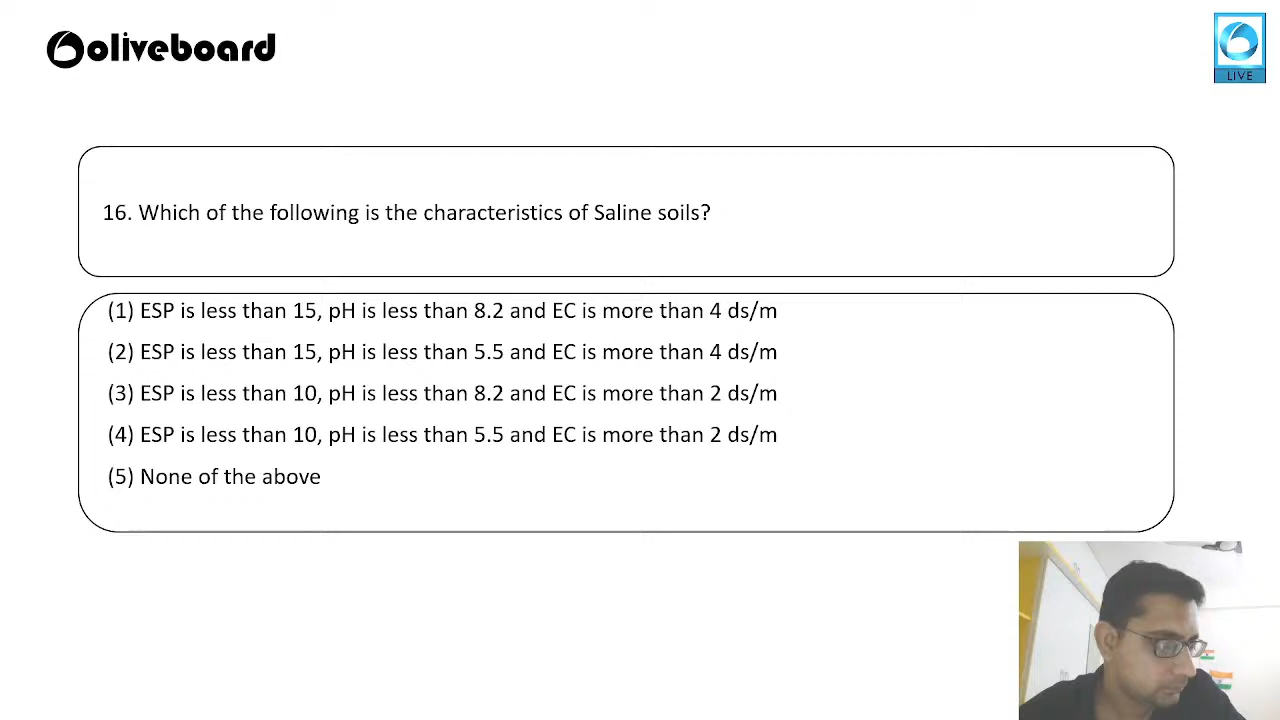 oliveboard
LIVE
16. Which of the following is the characteristics of Saline soils?
(1) ESP is less than 15, pH is less than 8.2 and EC is more than 4 ds/m
(2) ESP is less than 15, pH is less than 5.5 and EC is more than 4 ds/m
(3) ESP is less than 10, pH is less than 8.2 and EC is more than 2 ds/m
(4) ESP is less than 10, pH is less than 5.5 and EC is more than 2 ds/m
(5) None of the above